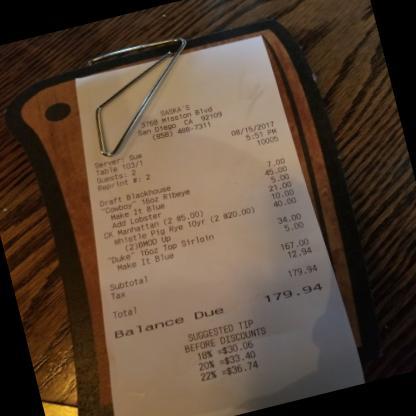 SASKA'S
3768 Mission Blvd
San Diego CA 92109
(858) 488-7311
Server: Sue 08/15/2017
Table 103/1 5:51 PM
Guests: 2 10005
Reprint #: 2
Draft Blackhouse 7.00
"Cowboy" 16oz Ribeye 45.00
Make It Blue 5.00
Add Lobster 21.00
CK Manhattan (2 @5.00) 10.00
Whistle Pig Rye 10yr (2 @20.00) 40.00
(2)@MOD Up
"Duke" 16oz Top Sirloin 34.00
Make It Blue 5.00
Subtotal 167.00
Tax 12.94
Total 179.94
Balance Due 179.94
SUGGESTED TIP
BEFORE DISCOUNTS
18% =$30.06
20% =$33.40
22% =$36.74